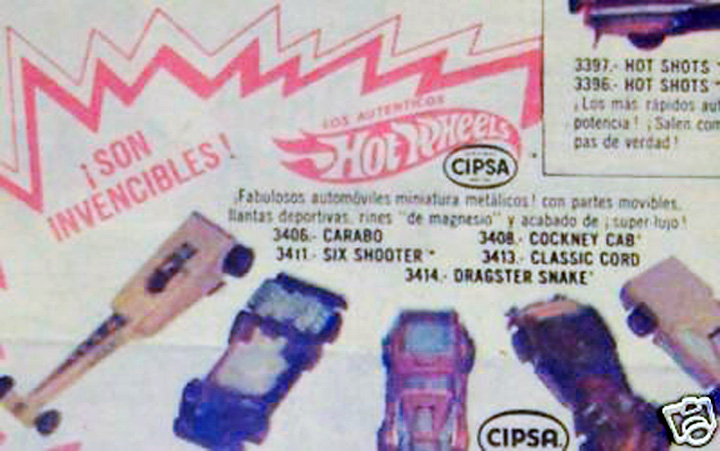 3397.- HOT SHOTS
3396.- HOT SHOTS
¡Los más rápidos
potencia! ¡Salen
pas de verdad!
LOS AUTENTICOS
HOT WHEELS
CIPSA
¡SON
INVENCIBLES!
¡Fabulosos automóviles miniatura metálicos! con partes movibles,
llantas deportivas, rines "de magnesio" y acabado de ¡super-lujo!
3406.- CARABO
3408.- COCKNEY CAB
3411.- SIX SHOOTER
3413.- CLASSIC CORD
3414.- DRAGSTER SNAKE
CIPSA